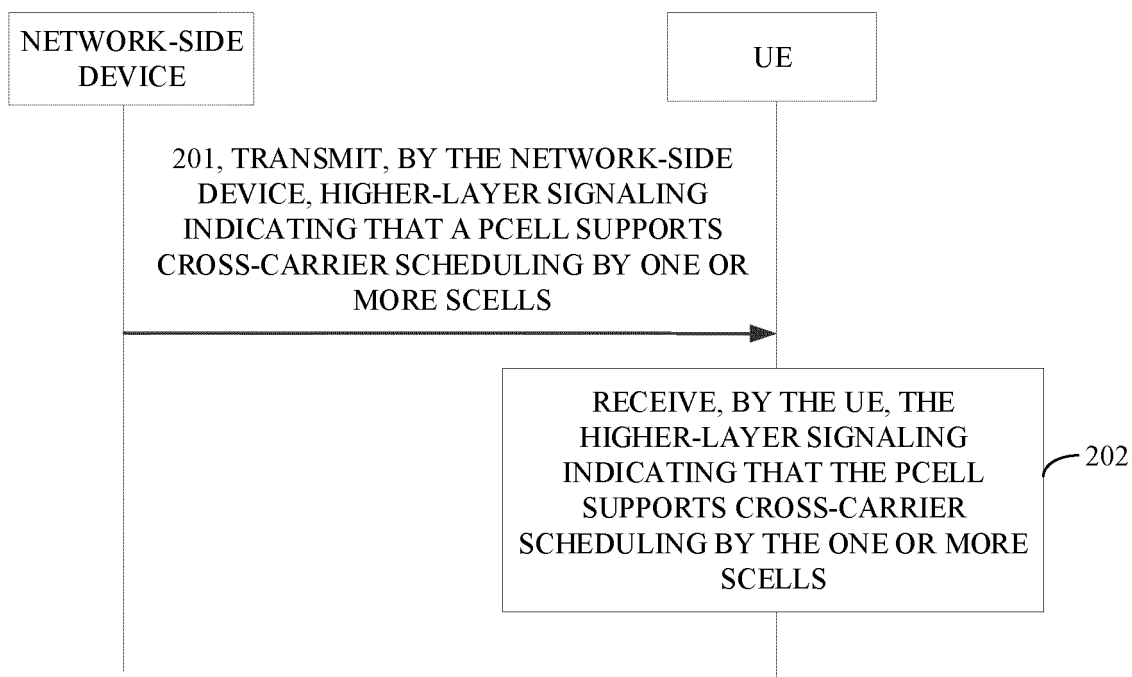 NETWORK-SIDE
DEVICE
UE
201, TRANSMIT, BY THE NETWORK-SIDE
DEVICE, HIGHER-LAYER SIGNALING
INDICATING THAT A PCELL SUPPORTS
CROSS-CARRIER SCHEDULING BY ONE OR
MORE SCELLS
RECEIVE, BY THE UE, THE
HIGHER-LAYER SIGNALING
INDICATING THAT THE PCELL
SUPPORTS CROSS-CARRIER
SCHEDULING BY THE ONE OR MORE
SCELLS
202